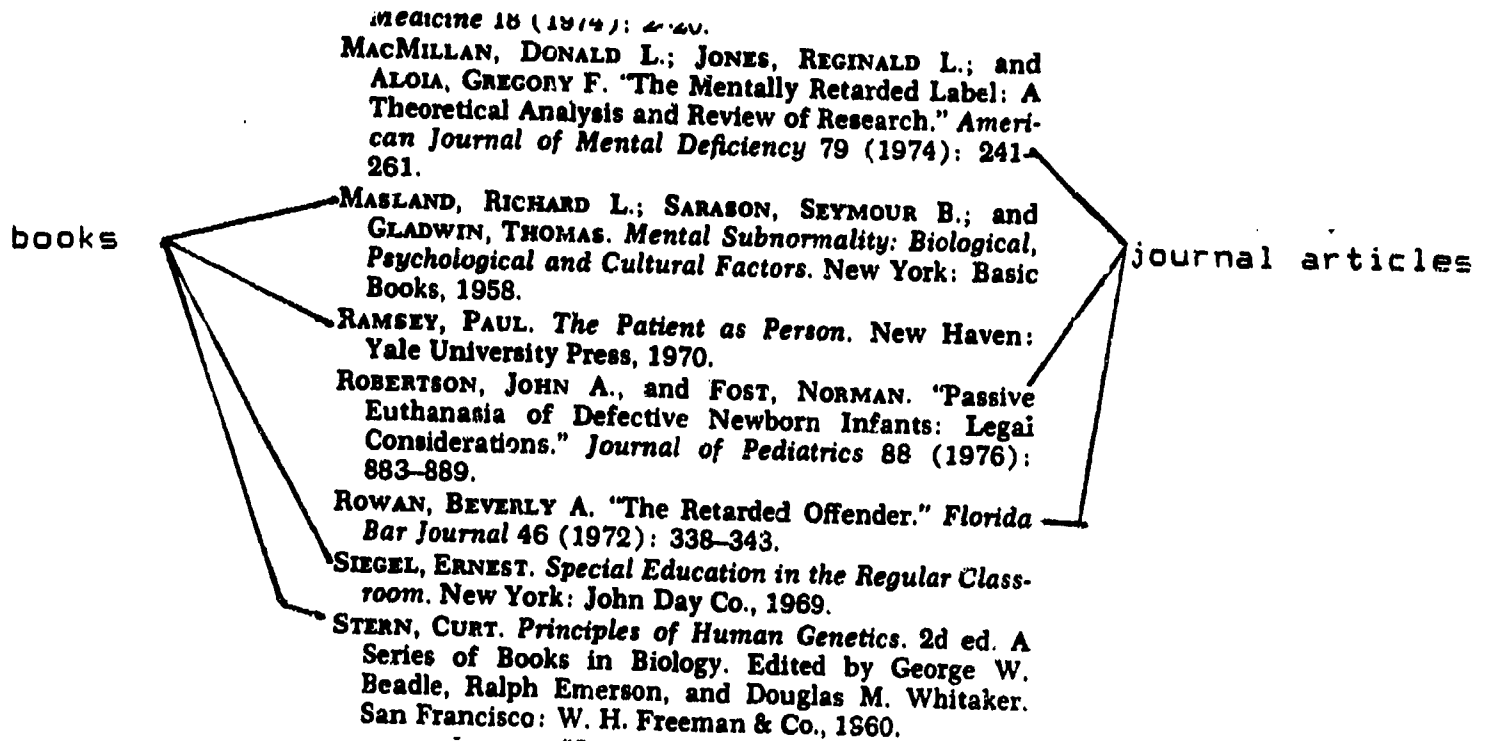 Medicine 18 (1974): 2-20.
MACMILLAN, DONALD L.; JONES, REGINALD L.; and
ALOIA, GREGORY F. "The Mentally Retarded Label: A
Theoretical Analysis and Review of Research." Ameri-
can Journal of Mental Deficiency 79 (1974): 241-
261.
MASLAND, RICHARD L.; SARASON, SEYMOUR B.; and
GLADWIN, THOMAS. Mental Subnormality: Biological,
Psychological and Cultural Factors. New York: Basic
Books, 1958.
RAMSEY, PAUL. The Patient as Person. New Haven:
Yale University Press, 1970.
ROBERTSON, JOHN A., and FOST, NORMAN. "Passive
Euthanasia of Defective Newborn Infants: Legal
Considerations." Journal of Pediatrics 88 (1976):
883–889.
ROWAN, BEVERLY A. "The Retarded Offender." Florida
Bar Journal 46 (1972): 338–343.
SIEGEL, ERNEST. Special Education in the Regular Class-
room. New York: John Day Co., 1969.
STERN, CURT. Principles of Human Genetics. 2d ed. A
Series of Books in Biology. Edited by George W.
Beadle, Ralph Emerson, and Douglas M. Whitaker.
San Francisco: W. H. Freeman & Co., 1960.
books
journal articles